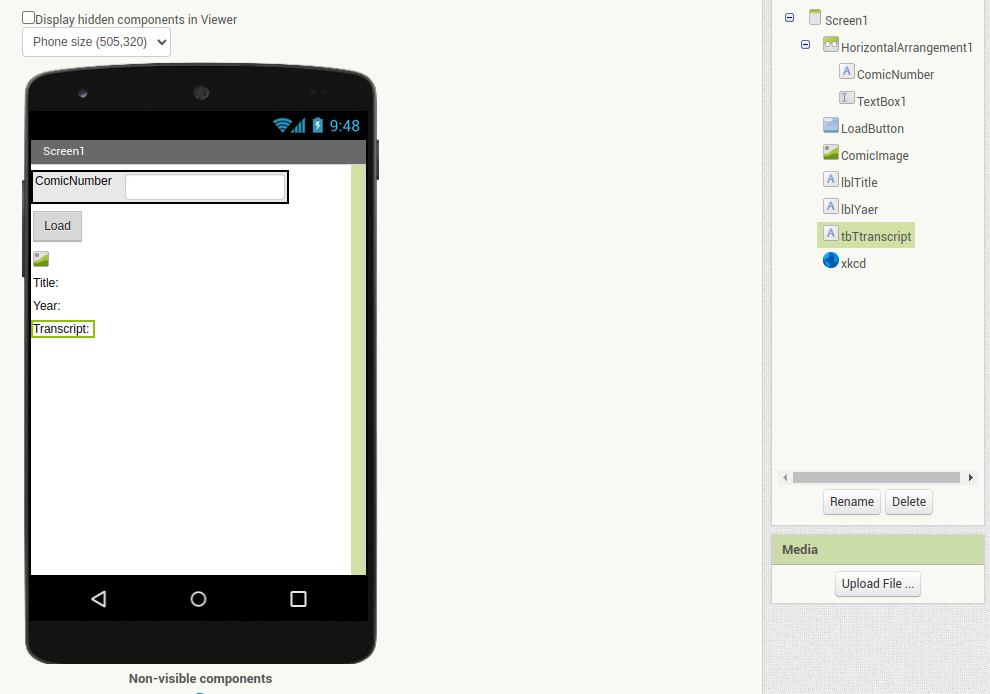 Display hidden components in Viewer
Phone size (505,320)
9:48
Screen1
ComicNumber
Load
Title:
Year:
Transcript:
Non-visible components
Screen1
HorizontalArrangement1
A ComicNumber
I TextBox1
LoadButton
ComicImage
A lblTitle
A lblYaer
A tbTtranscript
xkcd
Rename Delete
Media
Upload File ...